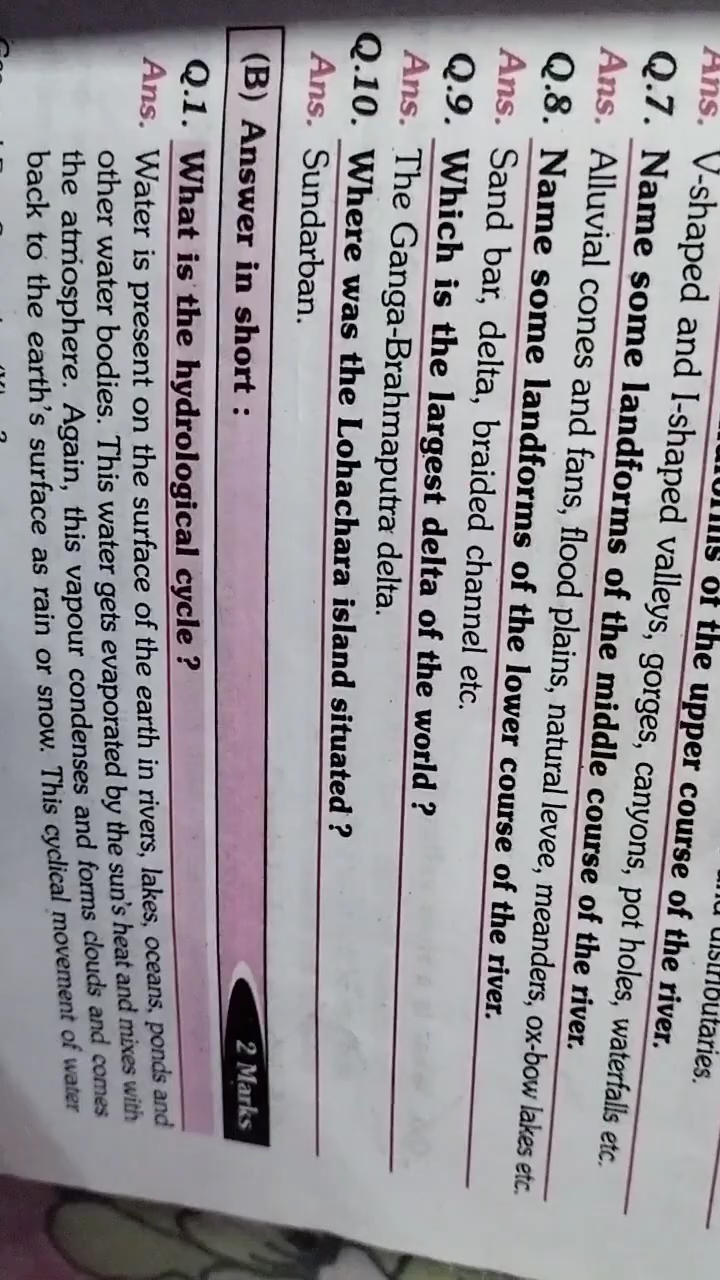 of the upper course of the river.
Ans. V-shaped and I-shaped valleys, gorges, canyons, pot holes, waterfalls etc.
Q.7. Name some landforms of the middle course of the river.
Ans. Alluvial cones and fans, flood plains, natural levee, meanders, ox-bow lakes etc.
Q.8. Name some landforms of the lower course of the river.
Ans. Sand bar, delta, braided channel etc.
Q.9. Which is the largest delta of the world ?
Ans. The Ganga-Brahmaputra delta.
Q.10. Where was the Lohachara island situated ?
Ans. Sundarban.
(B) Answer in short : 2 Marks
Q.1. What is the hydrological cycle ?
Ans. Water is present on the surface of the earth in rivers, lakes, oceans, ponds and
other water bodies. This water gets evaporated by the sun's heat and mixes with
the atmosphere. Again, this vapour condenses and forms clouds and comes
back to the earth's surface as rain or snow. This cyclical movement of water